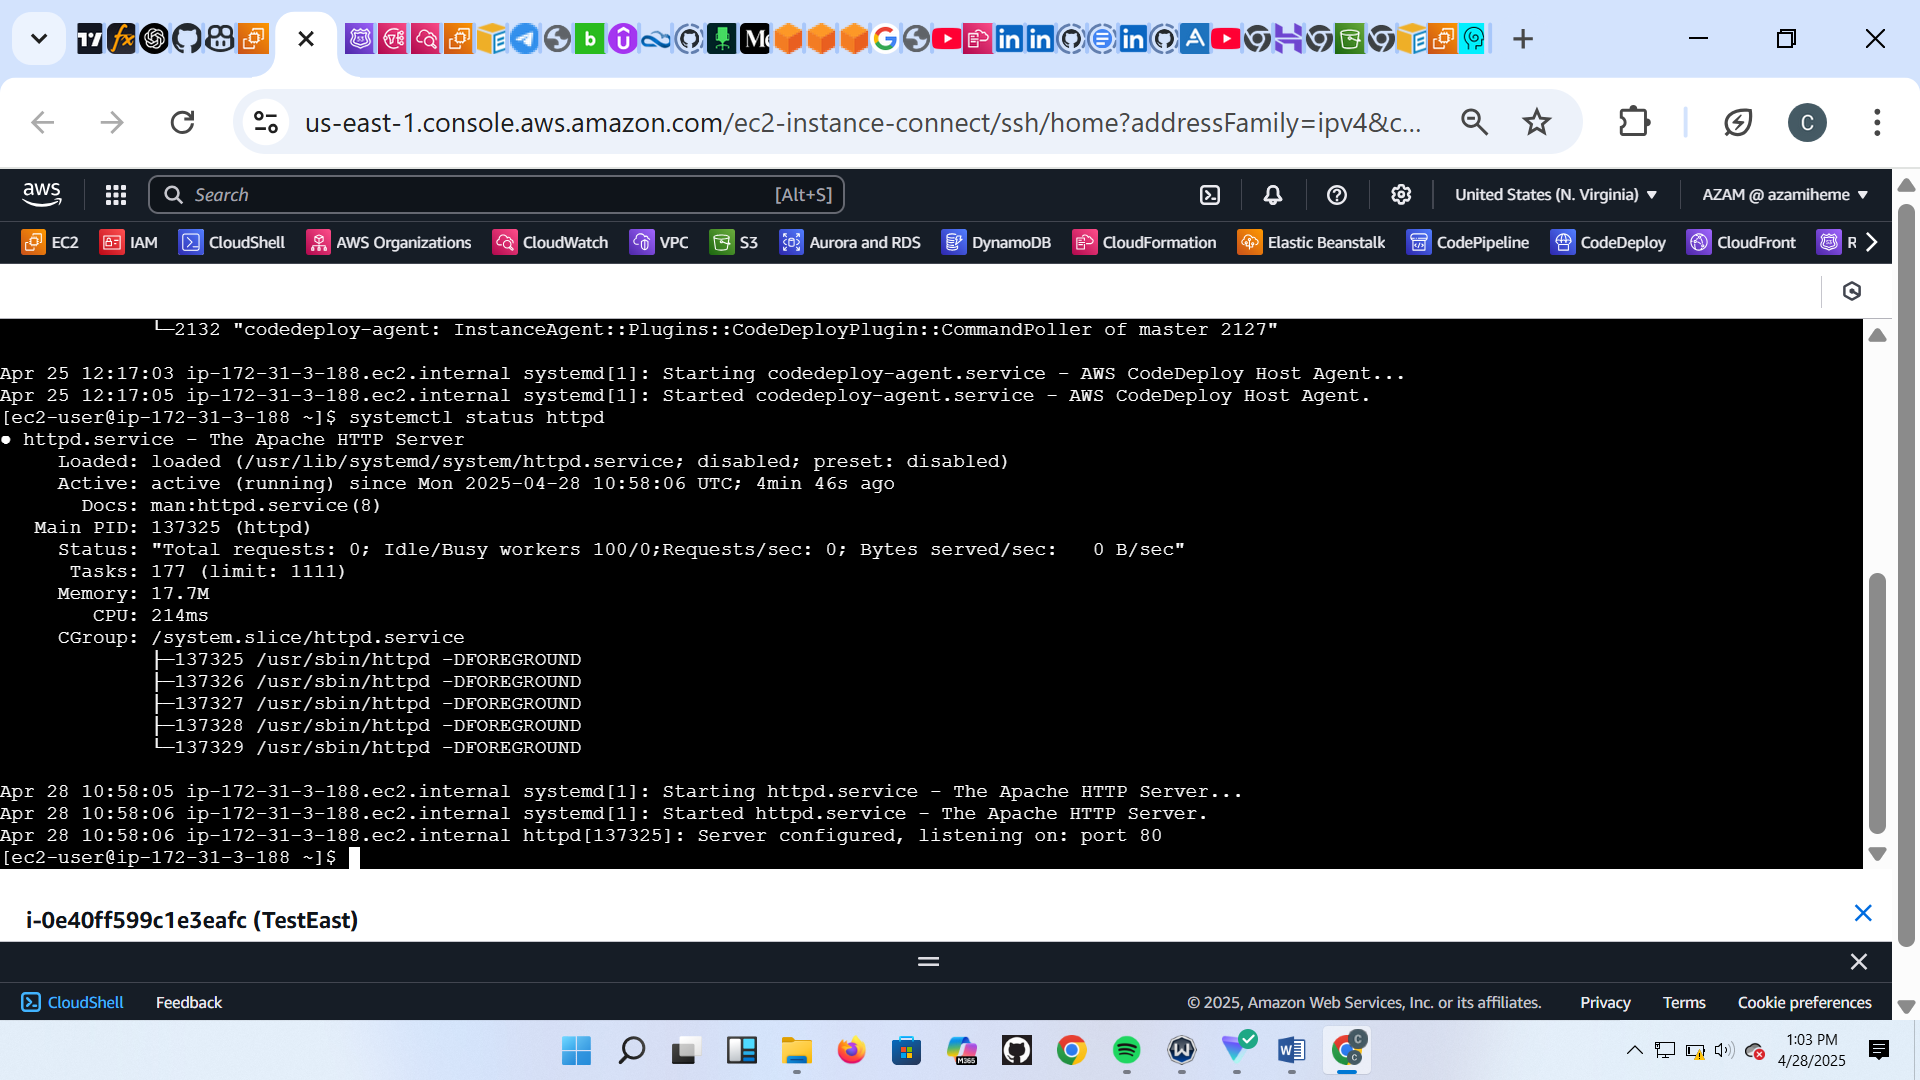 us-east-1.console.aws.amazon.com/ec2-instance-connect/ssh/home?addressFamily=ipv4&c...
C
aws
Search
[Alt+S]
United States (N. Virginia)
AZAM @ azamiheme
EC2
IAM
CloudShell
AWS Organizations
CloudWatch
VPC
S3
Aurora and RDS
DynamoDB
CloudFormation
Elastic Beanstalk
CodePipeline
CodeDeploy
CloudFront
R
└─2132 "codedeploy-agent: InstanceAgent::Plugins::CodeDeployPlugin::CommandPoller of master 2127"
Apr 25 12:17:03 ip-172-31-3-188.ec2.internal systemd[1]: Starting codedeploy-agent.service - AWS CodeDeploy Host Agent...
Apr 25 12:17:05 ip-172-31-3-188.ec2.internal systemd[1]: Started codedeploy-agent.service - AWS CodeDeploy Host Agent.
[ec2-user@ip-172-31-3-188 ~]$ systemctl status httpd
● httpd.service - The Apache HTTP Server
Loaded: loaded (/usr/lib/systemd/system/httpd.service; disabled; preset: disabled)
Active: active (running) since Mon 2025-04-28 10:58:06 UTC; 4min 46s ago
Docs: man:httpd.service(8)
Main PID: 137325 (httpd)
Status: "Total requests: 0; Idle/Busy workers 100/0;Requests/sec: 0; Bytes served/sec:   0 B/sec"
Tasks: 177 (limit: 1111)
Memory: 17.7M
CPU: 214ms
CGroup: /system.slice/httpd.service
├─137325 /usr/sbin/httpd -DFOREGROUND
├─137326 /usr/sbin/httpd -DFOREGROUND
├─137327 /usr/sbin/httpd -DFOREGROUND
├─137328 /usr/sbin/httpd -DFOREGROUND
└─137329 /usr/sbin/httpd -DFOREGROUND
Apr 28 10:58:05 ip-172-31-3-188.ec2.internal systemd[1]: Starting httpd.service - The Apache HTTP Server...
Apr 28 10:58:06 ip-172-31-3-188.ec2.internal systemd[1]: Started httpd.service - The Apache HTTP Server.
Apr 28 10:58:06 ip-172-31-3-188.ec2.internal httpd[137325]: Server configured, listening on: port 80
[ec2-user@ip-172-31-3-188 ~]$
i-0e40ff599c1e3eafc (TestEast)
CloudShell
Feedback
© 2025, Amazon Web Services, Inc. or its affiliates.
Privacy
Terms
Cookie preferences
1:03 PM
4/28/2025